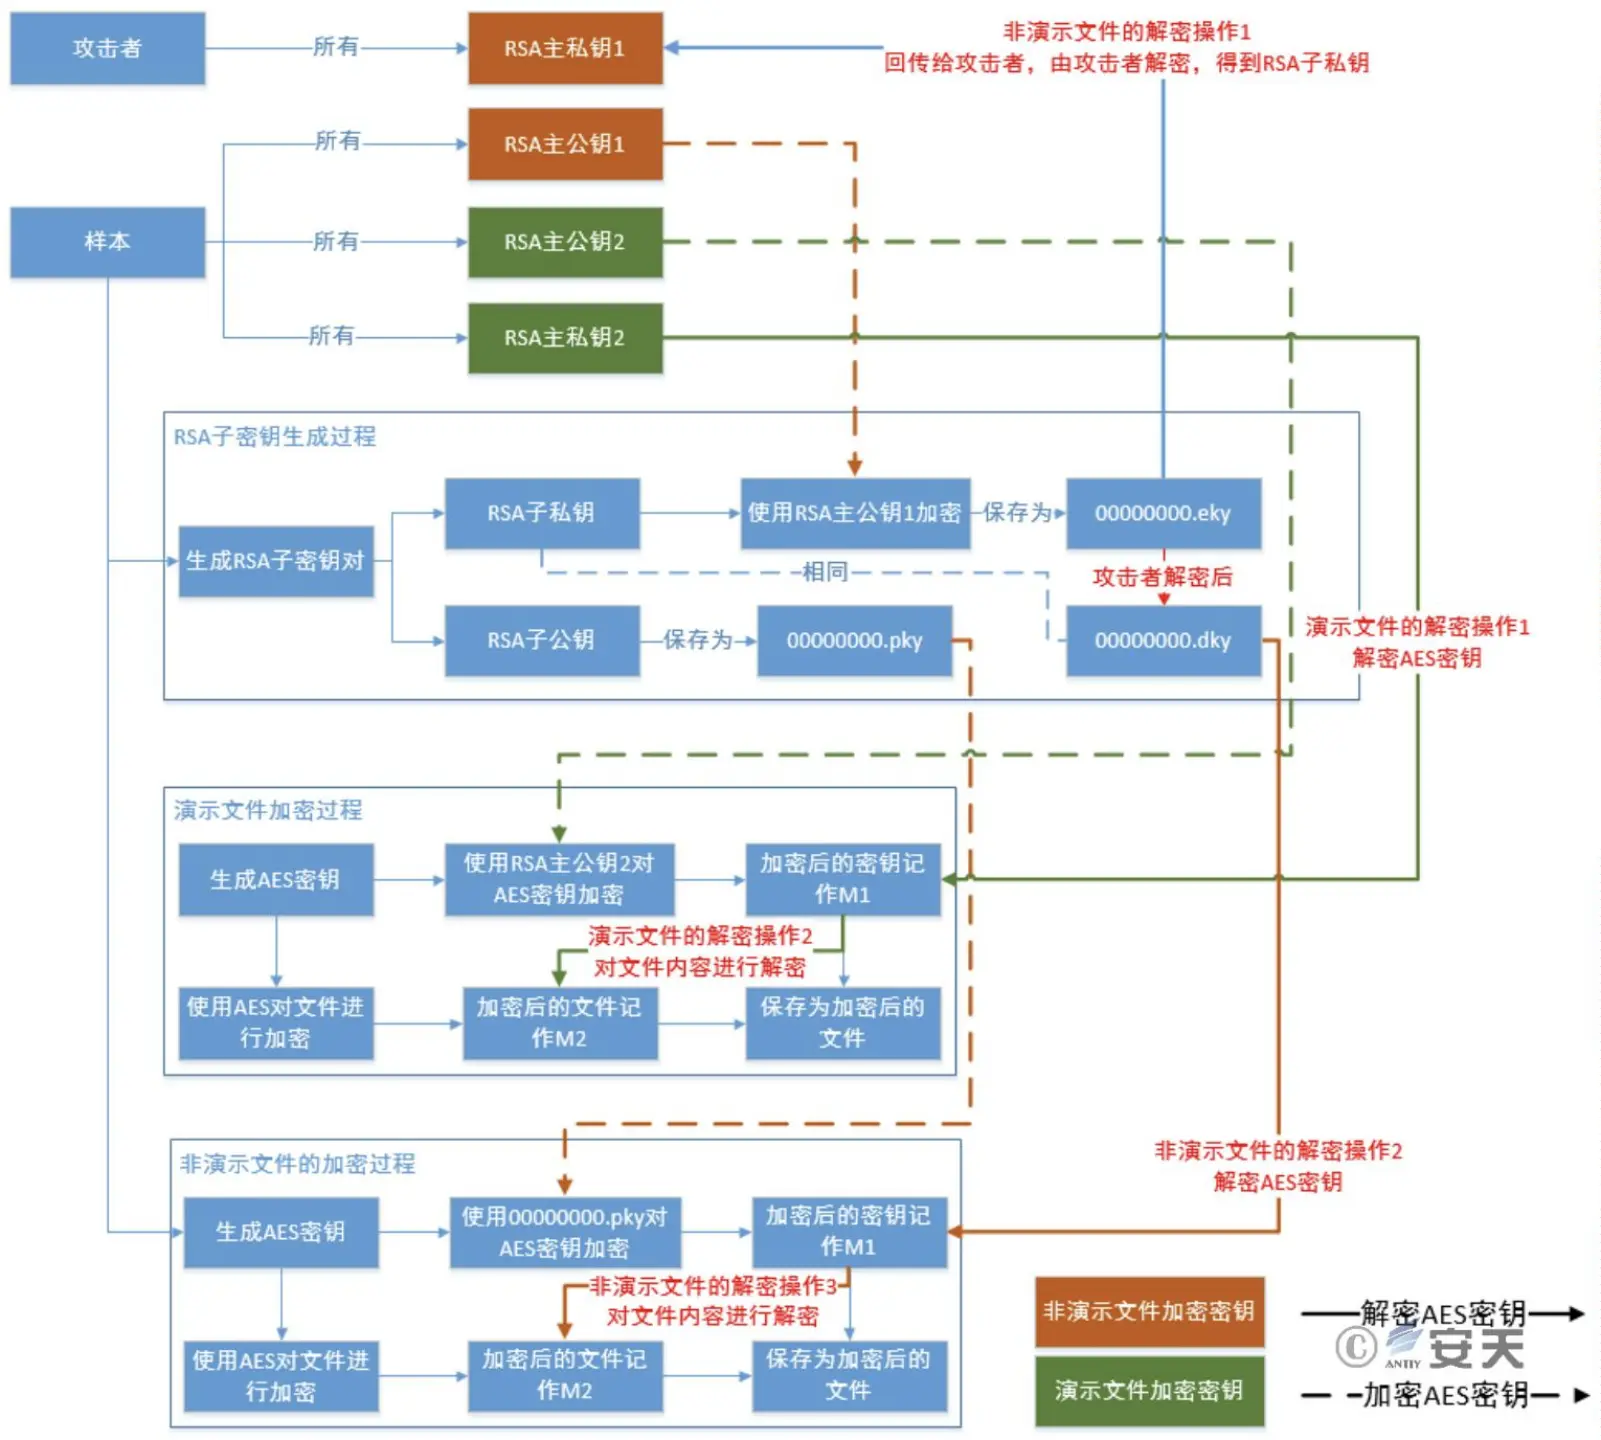 攻击者
所有
RSA主私钥1
非演示文件的解密操作1
回传给攻击者，由攻击者解密，得到RSA子私钥
所有
RSA主公钥1
样本
所有
RSA主公钥2
所有
RSA主私钥2
RSA子密钥生成过程
生成RSA子密钥对
RSA子私钥
使用RSA主公钥1加密
保存为
00000000.eky
相同
攻击者解密后
RSA子公钥
保存为
00000000.pky
00000000.dky
演示文件的解密操作1
解密AES密钥
演示文件加密过程
生成AES密钥
使用RSA主公钥2对
AES密钥加密
加密后的密钥记
作M1
演示文件的解密操作2
对文件内容进行解密
使用AES对文件进
行加密
加密后的文件记
作M2
保存为加密后的
文件
非演示文件的加密过程
非演示文件的解密操作2
解密AES密钥
生成AES密钥
使用00000000.pky对
AES密钥加密
加密后的密钥记
作M1
非演示文件的解密操作3
对文件内容进行解密
使用AES对文件进
行加密
加密后的文件记
作M2
保存为加密后的
文件
非演示文件加密密钥
解密AES密钥
© ANTIY 安天
演示文件加密密钥
加密AES密钥